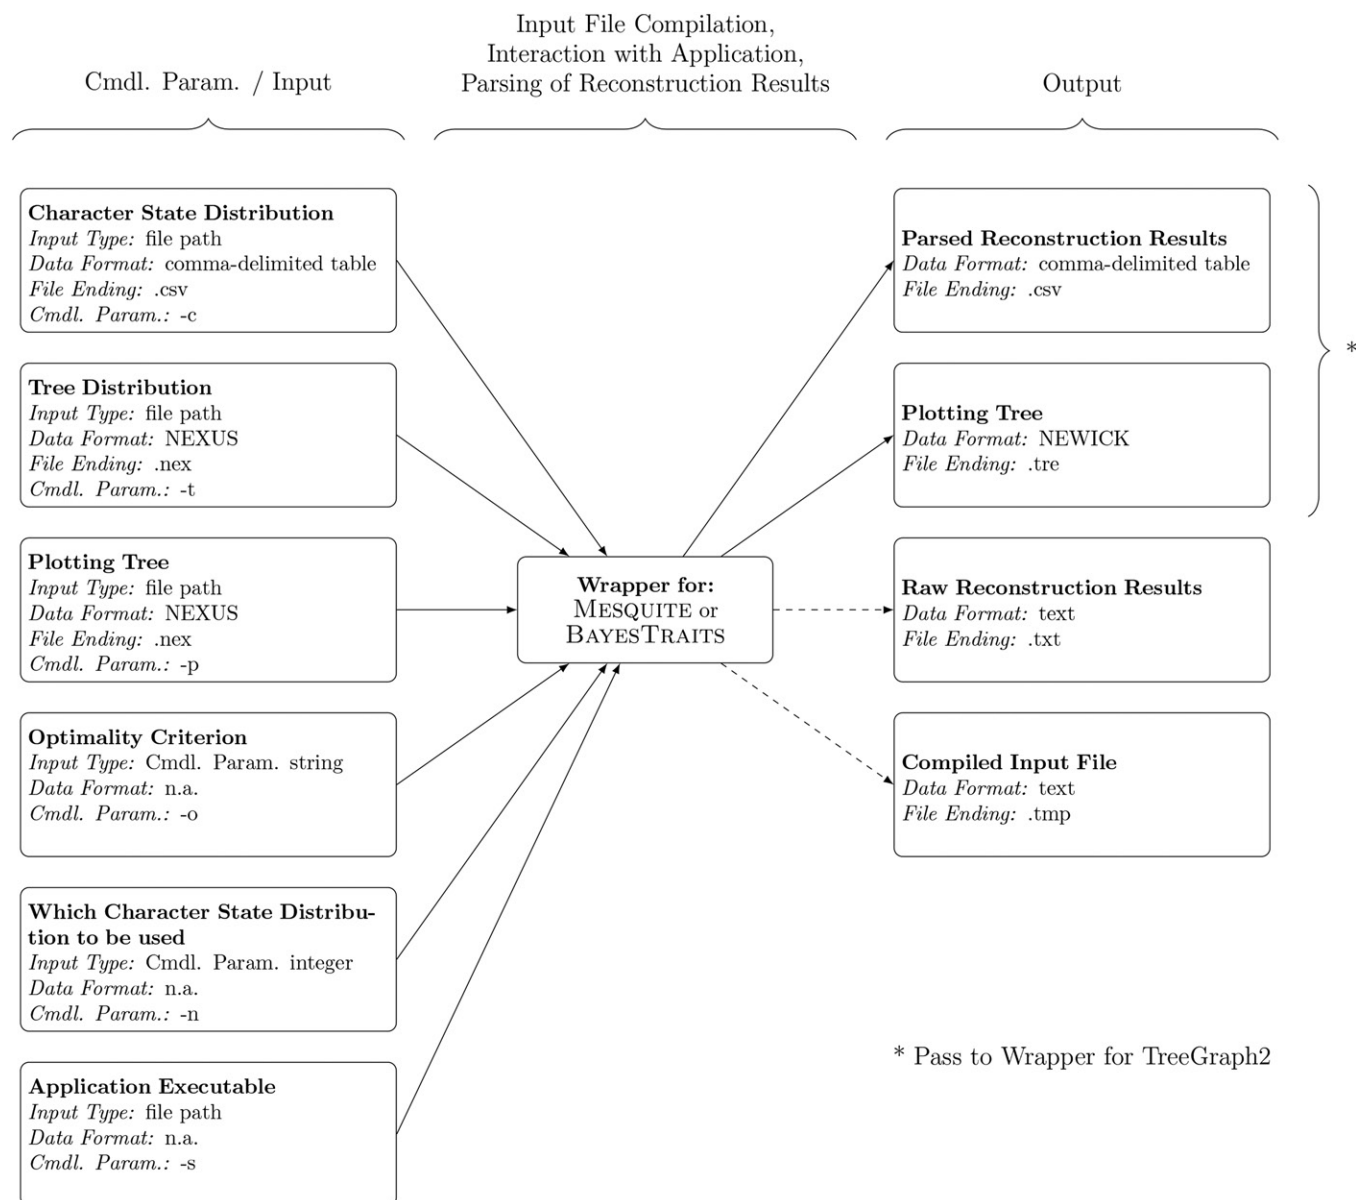 Input File Compilation,
Interaction with Application,
Parsing of Reconstruction Results
Cmdl. Param. / Input
Output
Character State Distribution
Input Type: file path
Data Format: comma-delimited table
File Ending: .csv
Cmdl. Param.: -c
Tree Distribution
Input Type: file path
Data Format: NEXUS
File Ending: .nex
Cmdl. Param.: -t
Plotting Tree
Input Type: file path
Data Format: NEXUS
File Ending: .nex
Cmdl. Param.: -p
Optimality Criterion
Input Type: Cmdl. Param. string
Data Format: n.a.
Cmdl. Param.: -o
Which Character State Distribu-
tion to be used
Input Type: Cmdl. Param. integer
Data Format: n.a.
Cmdl. Param.: -n
Application Executable
Input Type: file path
Data Format: n.a.
Cmdl. Param.: -s
Wrapper for:
MESQUITE or
BAYESTRAITS
Parsed Reconstruction Results
Data Format: comma-delimited table
File Ending: .csv
Plotting Tree
Data Format: NEWICK
File Ending: .tre
*
Raw Reconstruction Results
Data Format: text
File Ending: .txt
Compiled Input File
Data Format: text
File Ending: .tmp
* Pass to Wrapper for TreeGraph2